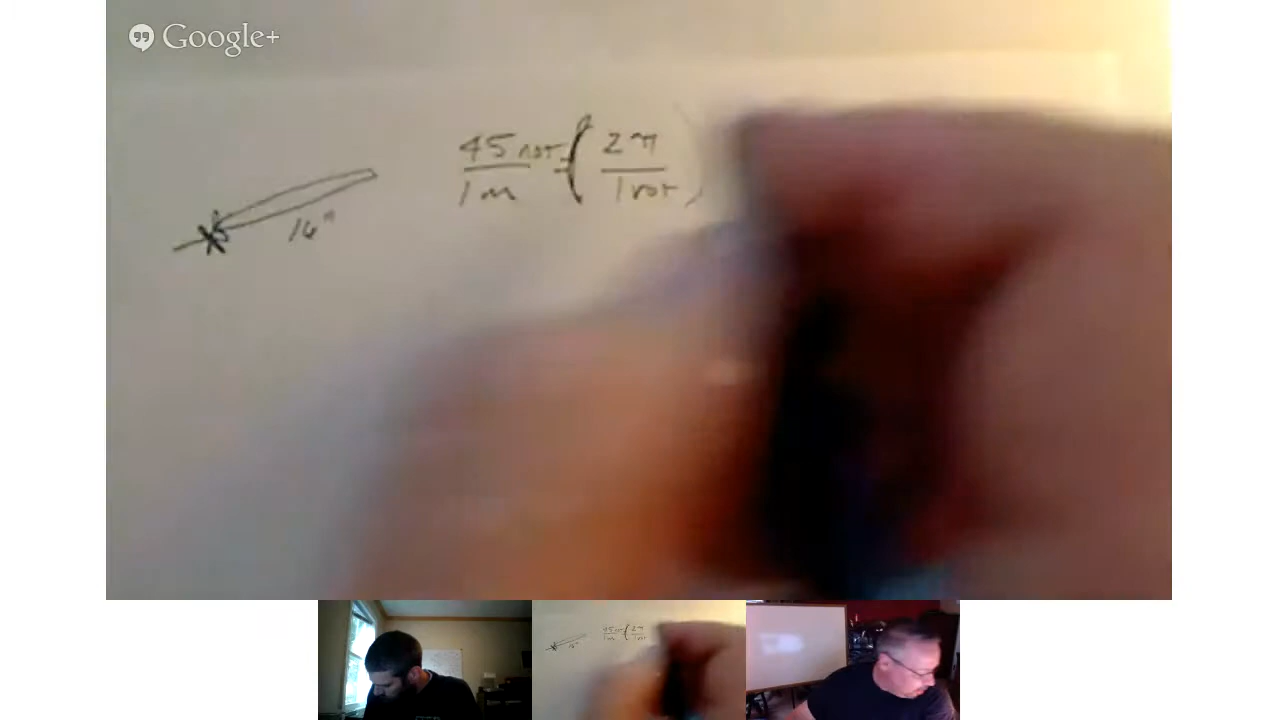 Google+
45 rot = ( 2π )
1 m 1 rot
16"